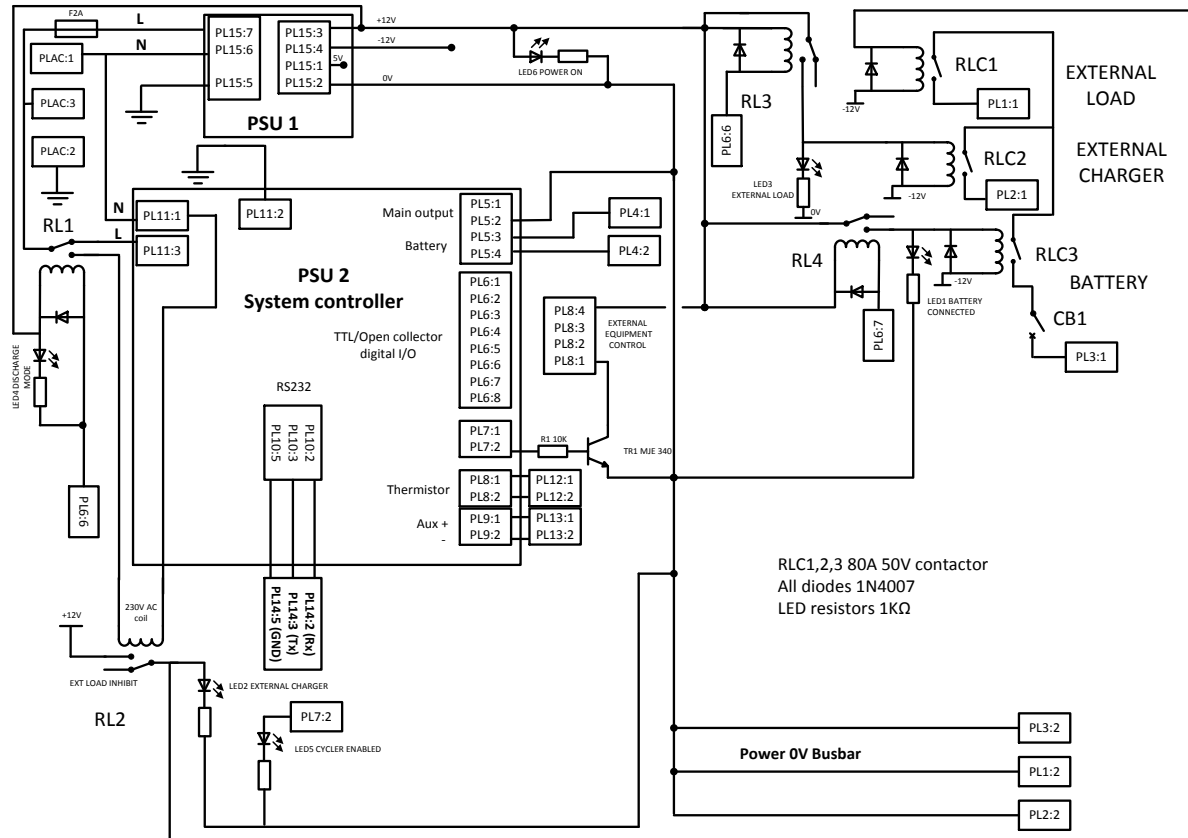 F2A
L
N
PLAC:1
PLAC:3
PLAC:2
PL15:7
PL15:6
PL15:5
PL15:3
PL15:4
PL15:1
PL15:2
5V
PSU 1
+12V
-12V
0V
LED6 POWER ON
RL3
PL6:6
LED3
EXTERNAL LOAD
0V
-12V
RLC1
PL1:1
EXTERNAL
LOAD
-12V
RLC2
PL2:1
EXTERNAL
CHARGER
RL4
PL6:7
LED1 BATTERY
CONNECTED
-12V
RLC3
BATTERY
CB1
PL3:1
N
L
RL1
PL11:1
PL11:3
PL11:2
PSU 2
System controller
Main output
Battery
PL5:1
PL5:2
PL5:3
PL5:4
PL4:1
PL4:2
TTL/Open collector
digital I/O
PL6:1
PL6:2
PL6:3
PL6:4
PL6:5
PL6:6
PL6:7
PL6:8
PL8:4
PL8:3
PL8:2
PL8:1
EXTERNAL
EQUIPMENT
CONTROL
PL7:1
PL7:2
R1 10K
TR1 MJE 340
Thermistor
PL8:1
PL8:2
PL12:1
PL12:2
Aux +
-
PL9:1
PL9:2
PL13:1
PL13:2
RS232
PL10:5
PL10:3
PL10:2
PL14:5 (GND)
PL14:3 (Tx)
PL14:2 (Rx)
LED4 DISCHARGE
MODE
PL6:6
230V AC
coil
+12V
EXT LOAD INHIBIT
RL2
LED2 EXTERNAL CHARGER
PL7:2
LED5 CYCLER ENABLED
RLC1,2,3 80A 50V contactor
All diodes 1N4007
LED resistors 1KΩ
Power 0V Busbar
PL3:2
PL1:2
PL2:2